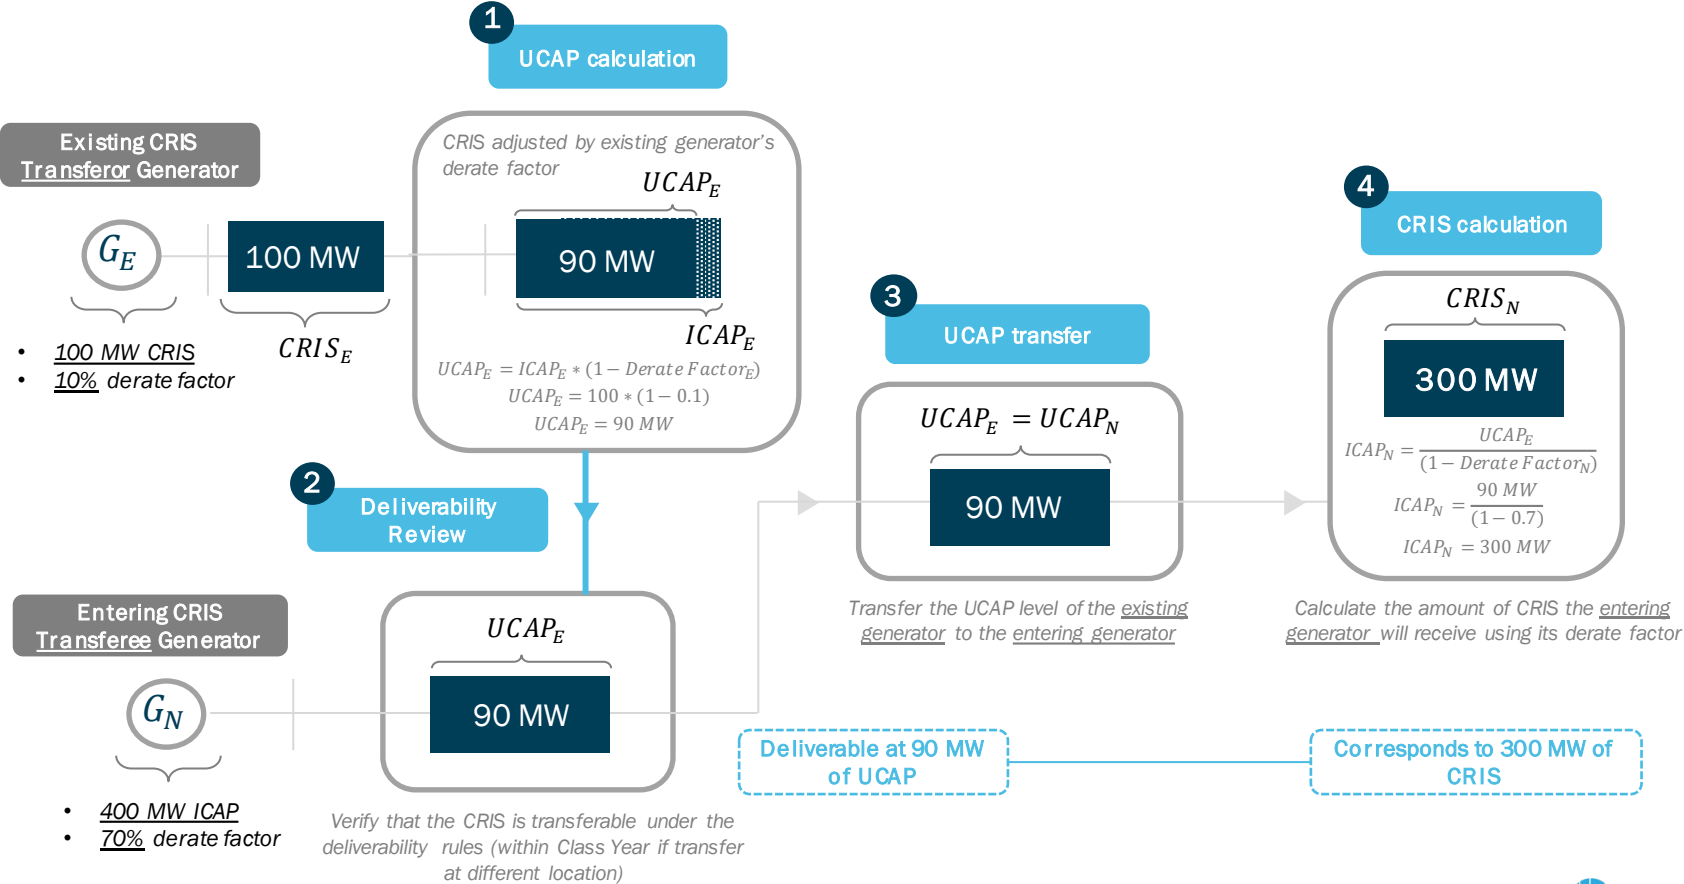 1
UCAP calculation
Existing CRIS
Transferor Generator
G_E
100 MW
CRIS_E
• 100 MW CRIS
• 10% derate factor
CRIS adjusted by existing generator's
derate factor
UCAP_E
90 MW
ICAP_E
UCAP_E = ICAP_E ∗ (1 − Derate Factor_E)
UCAP_E = 100 ∗ (1 − 0.1)
UCAP_E = 90 MW
2
Deliverability
Review
Entering CRIS
Transferee Generator
G_N
• 400 MW ICAP
• 70% derate factor
UCAP_E
90 MW
Verify that the CRIS is transferable under the
deliverability rules (within Class Year if transfer
at different location)
3
UCAP transfer
UCAP_E = UCAP_N
90 MW
Transfer the UCAP level of the existing
generator to the entering generator
4
CRIS calculation
CRIS_N
300 MW
ICAP_N = UCAP_E / (1 − Derate Factor_N)
ICAP_N = 90 MW / (1 − 0.7)
ICAP_N = 300 MW
Calculate the amount of CRIS the entering
generator will receive using its derate factor
Deliverable at 90 MW
of UCAP
Corresponds to 300 MW of
CRIS